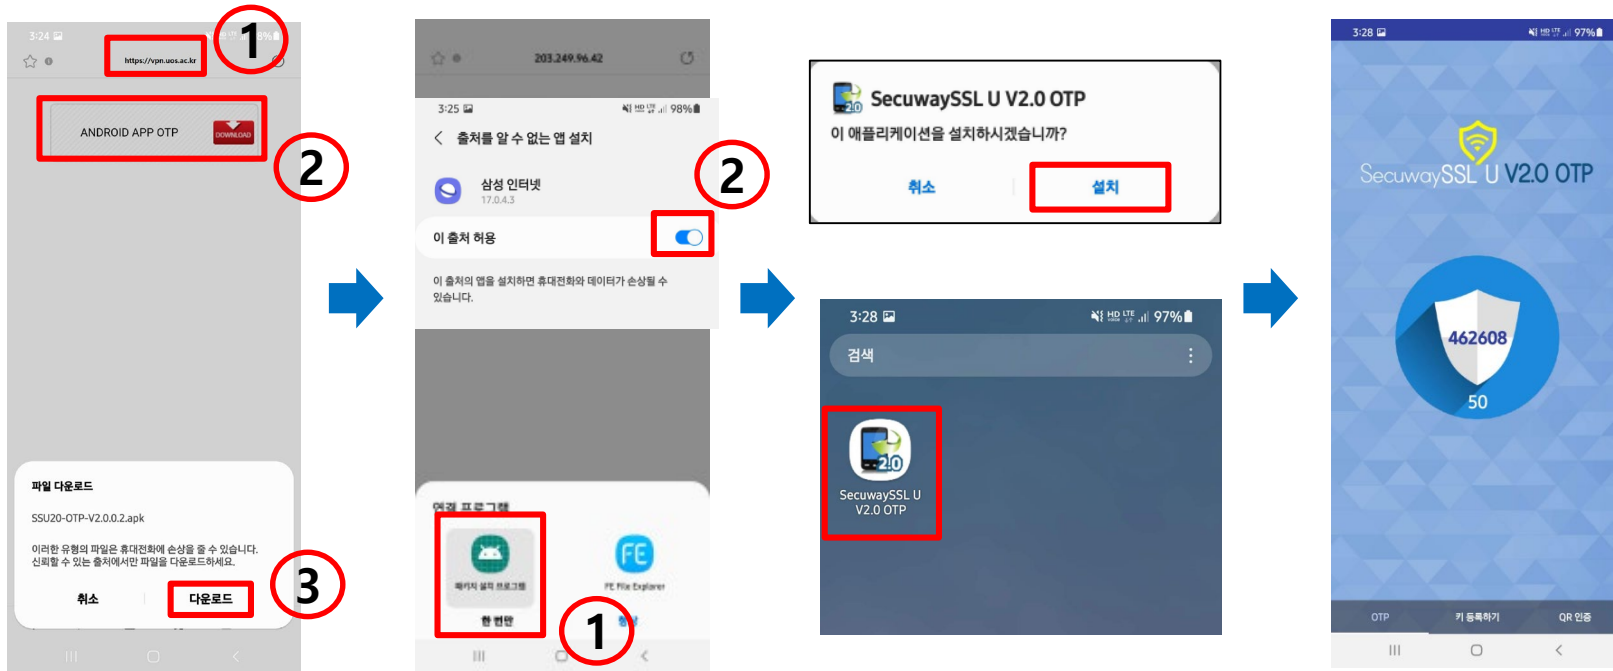 3:24
8%
1
https://vpn.uos.ac.kr
ANDROID APP OTP
DOWNLOAD
2
파일 다운로드
SSU20-OTP-V2.0.0.2.apk
이러한 유형의 파일은 휴대전화에 손상을 줄 수 있습니다.
신뢰할 수 있는 출처에서만 파일을 다운로드하세요.
취소
다운로드
3
203.249.96.42
3:25
98%
출처를 알 수 없는 앱 설치
삼성 인터넷
17.0.4.3
2
이 출처 허용
이 출처의 앱을 설치하면 휴대전화와 데이터가 손상될 수
있습니다.
연결 프로그램
FE
패키지 설치 프로그램
FE File Explorer
한 번만
항상
1
2.0
SecuwaySSL U V2.0 OTP
이 애플리케이션을 설치하시겠습니까?
취소
설치
3:28
HD LTE 97%
검색
2.0
SecuwaySSL U
V2.0 OTP
3:28
97%
SecuwaySSL U V2.0 OTP
462608
50
OTP
키 등록하기
QR 인증